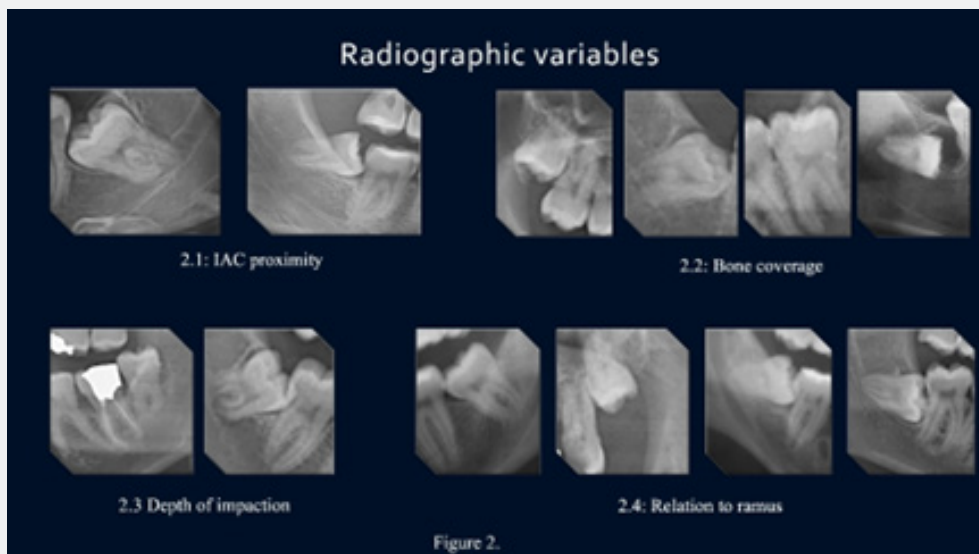 Radiographic variables
2.1: IAC proximity
2.2: Bone coverage
2.3 Depth of impaction
2.4: Relation to ramus
Figure 2.